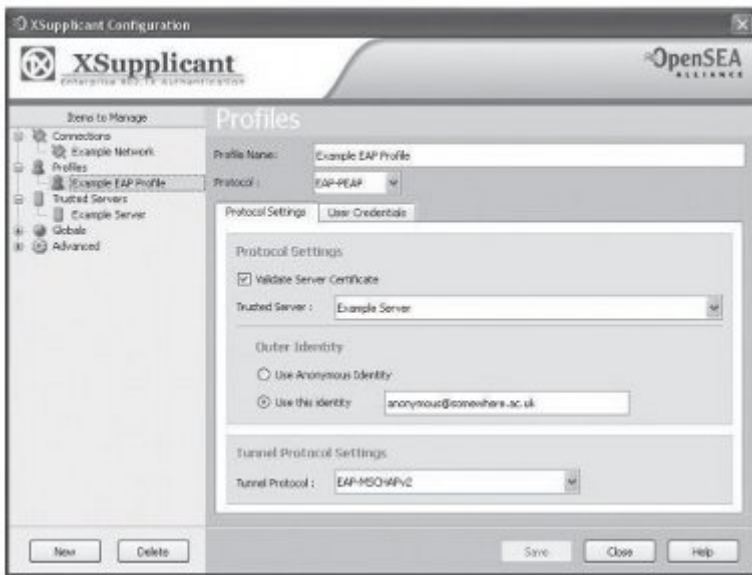 XSupplicant Configuration
XSupplicant
Enterprise 802.1X Authentication
OpenSEA
ALLIANCE
Items to Manage
Connections
Example Network
Profiles
Example EAP Profile
Trusted Servers
Example Server
Globals
Advanced
Profiles
Profile Name:
Example EAP Profile
Protocol :
EAP-PEAP
Protocol Settings
User Credentials
Protocol Settings
Validate Server Certificate
Trusted Server :
Example Server
Outer Identity
Use Anonymous Identity
Use this identity
anonymous@somewhere.ac.uk
Tunnel Protocol Settings
Tunnel Protocol :
EAP-MSCHAPv2
New
Delete
Save
Close
Help